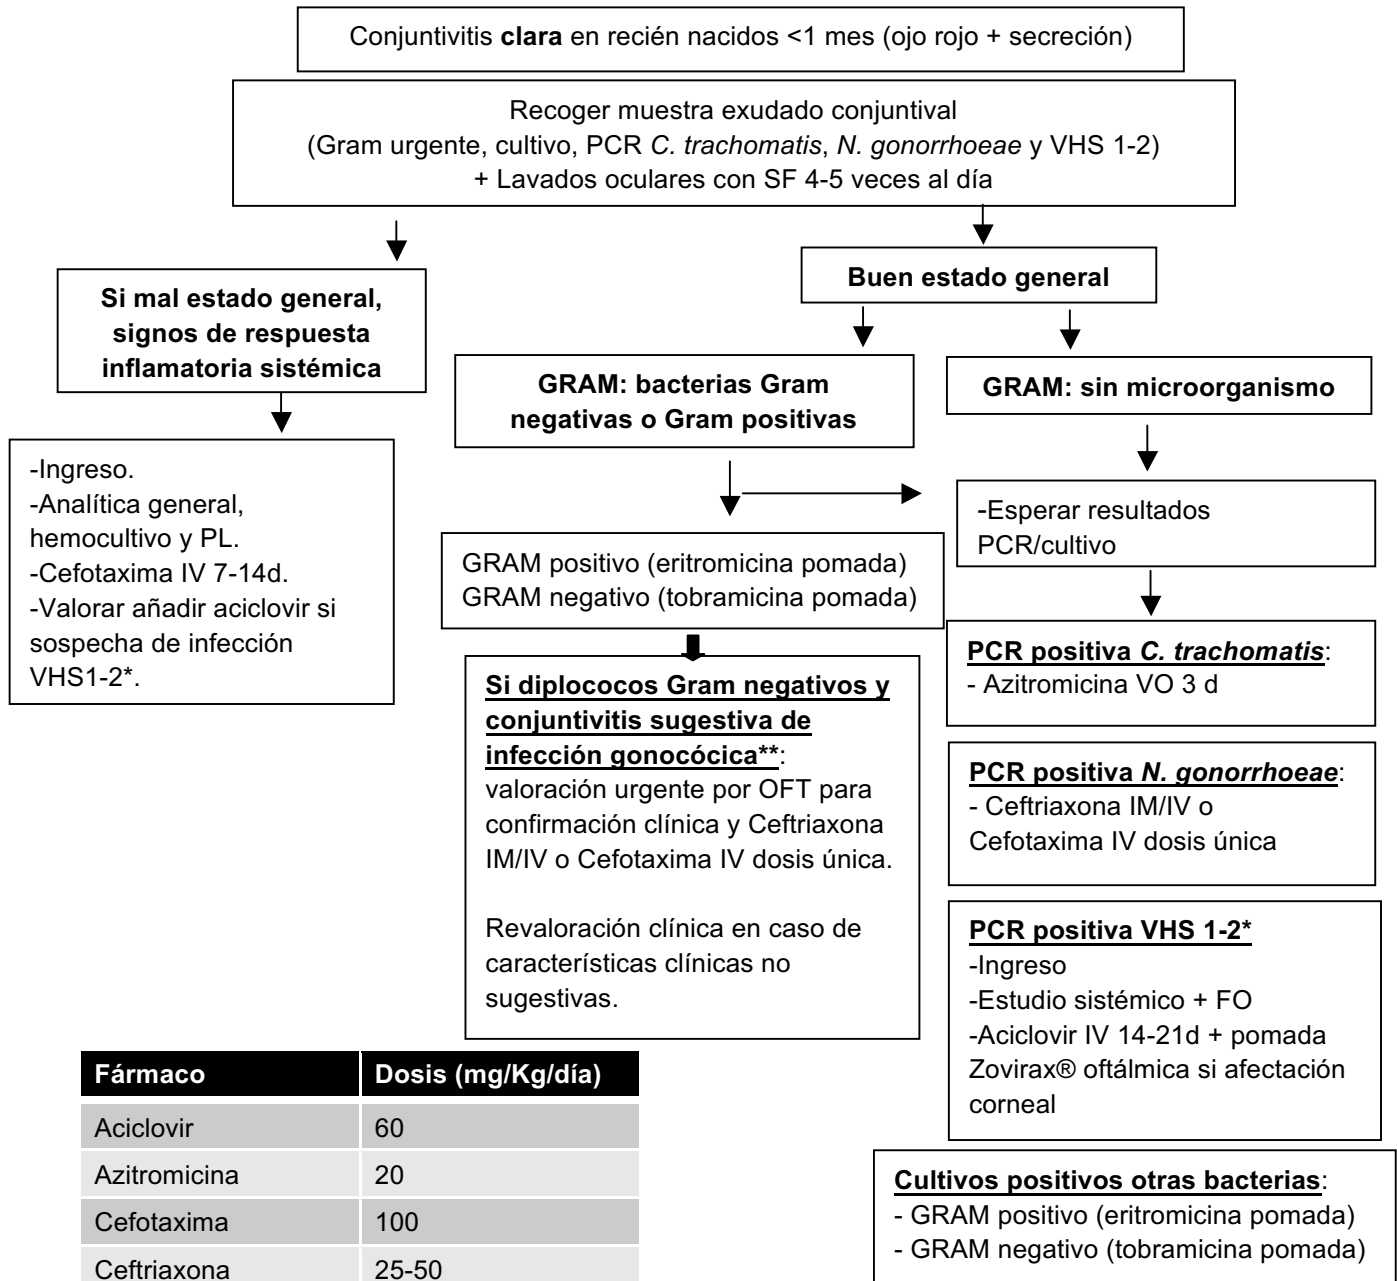 Conjuntivitis clara en recién nacidos <1 mes (ojo rojo + secreción)
Recoger muestra exudado conjuntival
(Gram urgente, cultivo, PCR C. trachomatis, N. gonorrhoeae y VHS 1-2)
+ Lavados oculares con SF 4-5 veces al día
Si mal estado general,
signos de respuesta
inflamatoria sistémica
-Ingreso.
-Analítica general,
hemocultivo y PL.
-Cefotaxima IV 7-14d.
-Valorar añadir aciclovir si
sospecha de infección
VHS1-2*.
Buen estado general
GRAM: bacterias Gram
negativas o Gram positivas
GRAM positivo (eritromicina pomada)
GRAM negativo (tobramicina pomada)
Si diplococos Gram negativos y
conjuntivitis sugestiva de
infección gonocócica**:
valoración urgente por OFT para
confirmación clínica y Ceftriaxona
IM/IV o Cefotaxima IV dosis única.
Revaloración clínica en caso de
características clínicas no
sugestivas.
GRAM: sin microorganismo
-Esperar resultados
PCR/cultivo
PCR positiva C. trachomatis:
- Azitromicina VO 3 d
PCR positiva N. gonorrhoeae:
- Ceftriaxona IM/IV o
Cefotaxima IV dosis única
PCR positiva VHS 1-2*
-Ingreso
-Estudio sistémico + FO
-Aciclovir IV 14-21d + pomada
Zovirax® oftálmica si afectación
corneal
Cultivos positivos otras bacterias:
- GRAM positivo (eritromicina pomada)
- GRAM negativo (tobramicina pomada)
Fármaco Dosis (mg/Kg/día)
Aciclovir 60
Azitromicina 20
Cefotaxima 100
Ceftriaxona 25-50